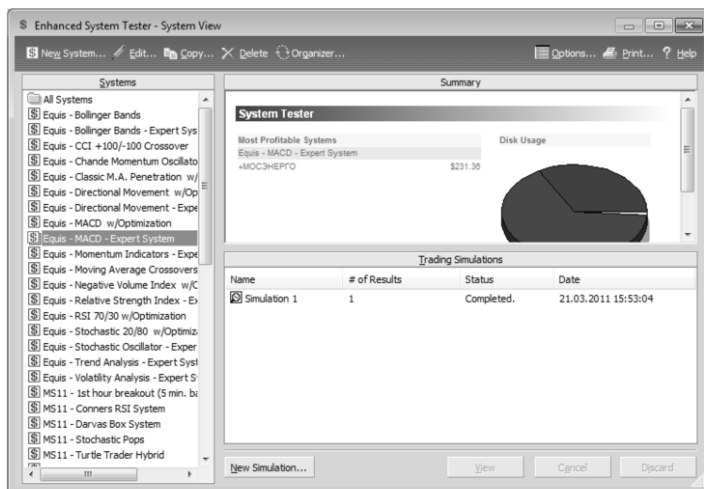 Enhanced System Tester - System View
New System... Edit... Copy... Delete Organizer... Options... Print... Help
Systems
All Systems
Equis - Bollinger Bands
Equis - Bollinger Bands - Expert Sys
Equis - CCI +100/-100 Crossover
Equis - Chande Momentum Oscillato
Equis - Classic M.A. Penetration w/
Equis - Directional Movement w/Op
Equis - Directional Movement - Expe
Equis - MACD w/Optimization
Equis - MACD - Expert System
Equis - Momentum Indicators - Expe
Equis - Moving Average Crossovers
Equis - Negative Volume Index w/O
Equis - Relative Strength Index - Ex
Equis - RSI 70/30 w/Optimization
Equis - Stochastic 20/80 w/Optimiz
Equis - Stochastic Oscillator - Exper
Equis - Trend Analysis - Expert Syst
Equis - Volatility Analysis - Expert S
MS11 - 1st hour breakout (5 min. ba
MS11 - Conners RSI System
MS11 - Darvas Box System
MS11 - Stochastic Pops
MS11 - Turtle Trader Hybrid
Summary
System Tester
Most Profitable Systems
Equis - MACD - Expert System
+МОСЭНЕРГО $231.36
Disk Usage
Trading Simulations
Name # of Results Status Date
Simulation 1 1 Completed. 21.03.2011 15:53:04
New Simulation... View Cancel Discard